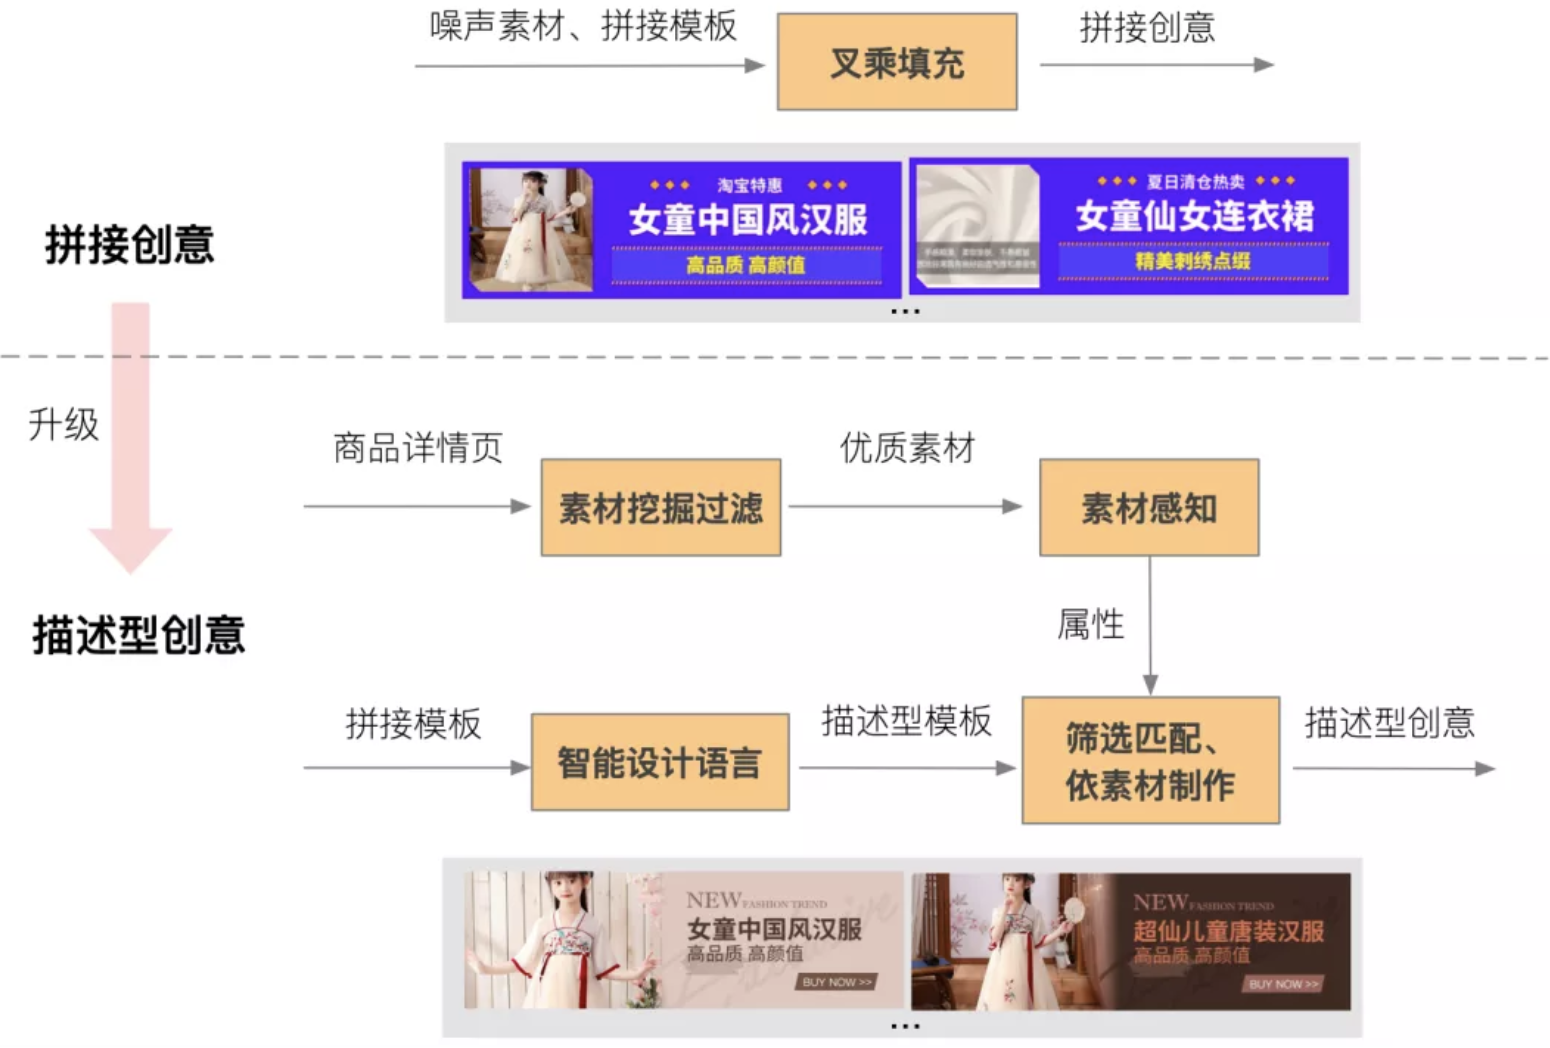 噪声素材、拼接模板
叉乘填充
拼接创意
淘宝特惠
女童中国风汉服
高品质 高颜值
夏日清仓热卖
女童仙女连衣裙
精美刺绣点缀
...
拼接创意
升级
商品详情页
素材挖掘过滤
优质素材
素材感知
属性
描述型创意
拼接模板
智能设计语言
描述型模板
筛选匹配、
依素材制作
描述型创意
NEW FASHION TREND
女童中国风汉服
高品质 高颜值
BUY NOW >>
NEW FASHION TREND
超仙儿童唐装汉服
高品质 高颜值
BUY NOW >>
...